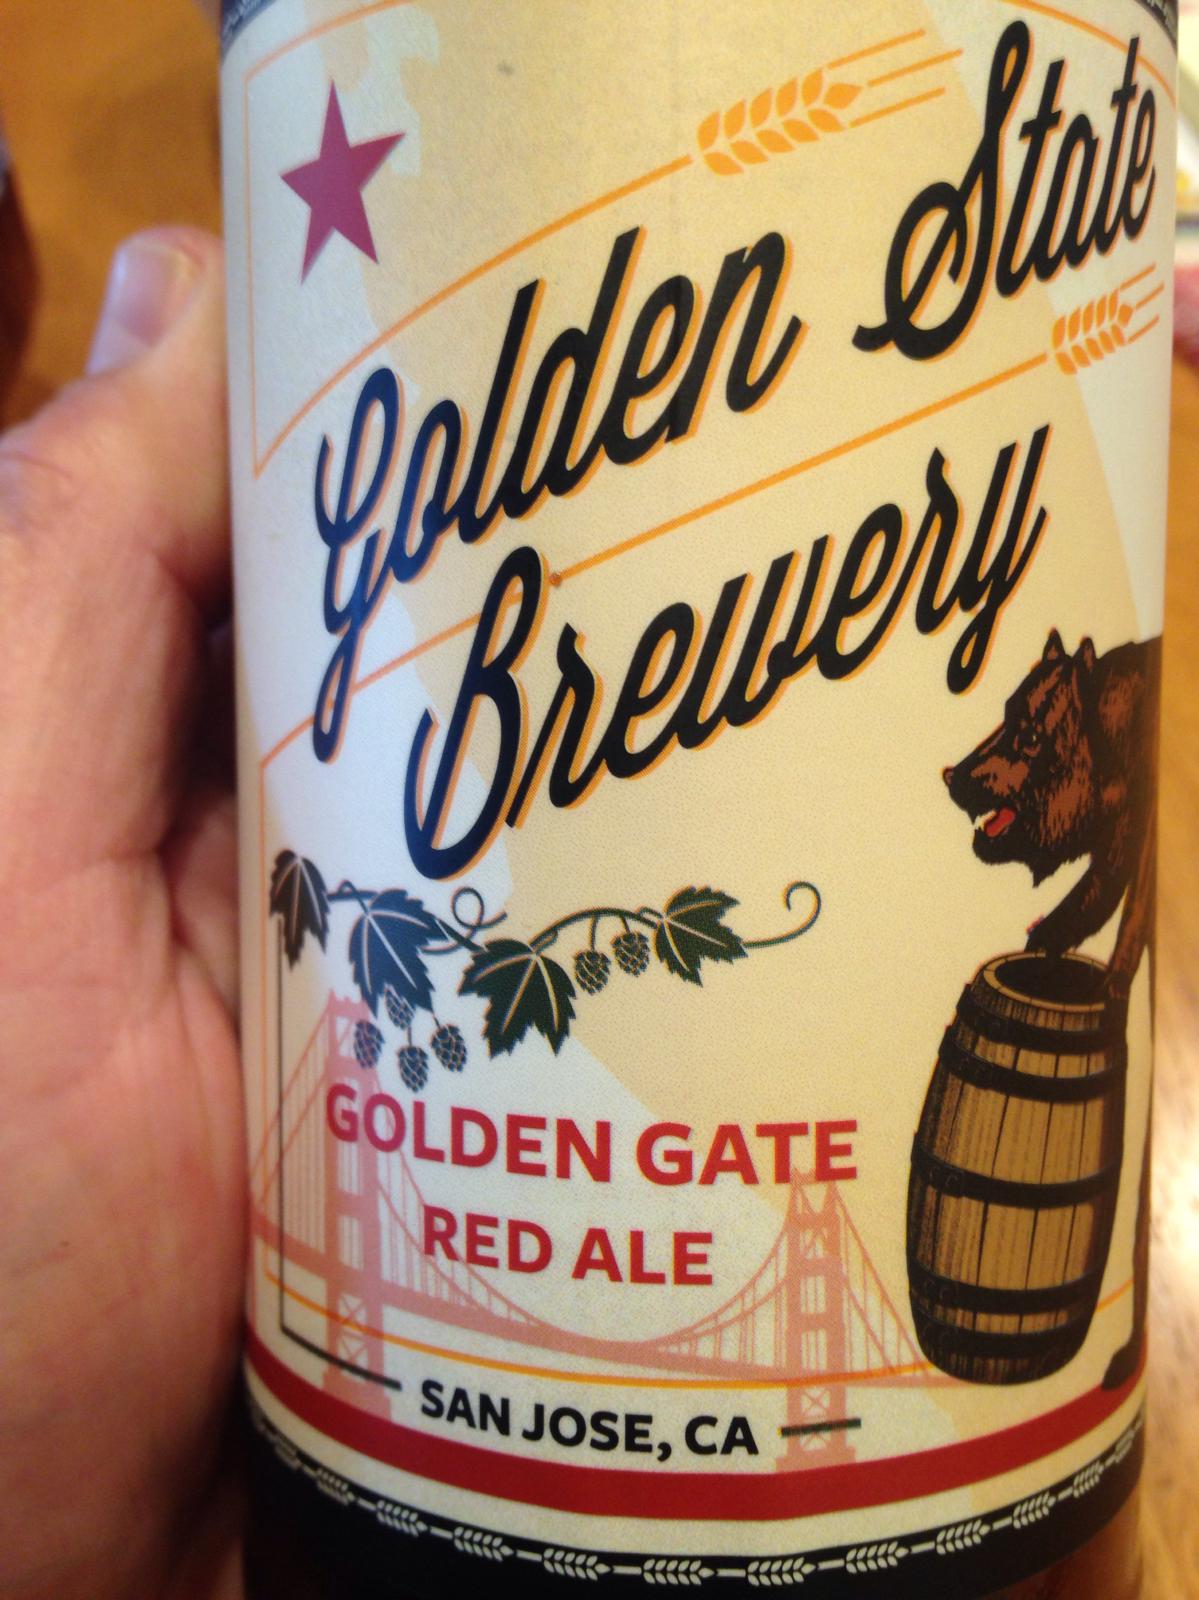 Golden State
Brewery
GOLDEN GATE
RED ALE
SAN JOSE, CA